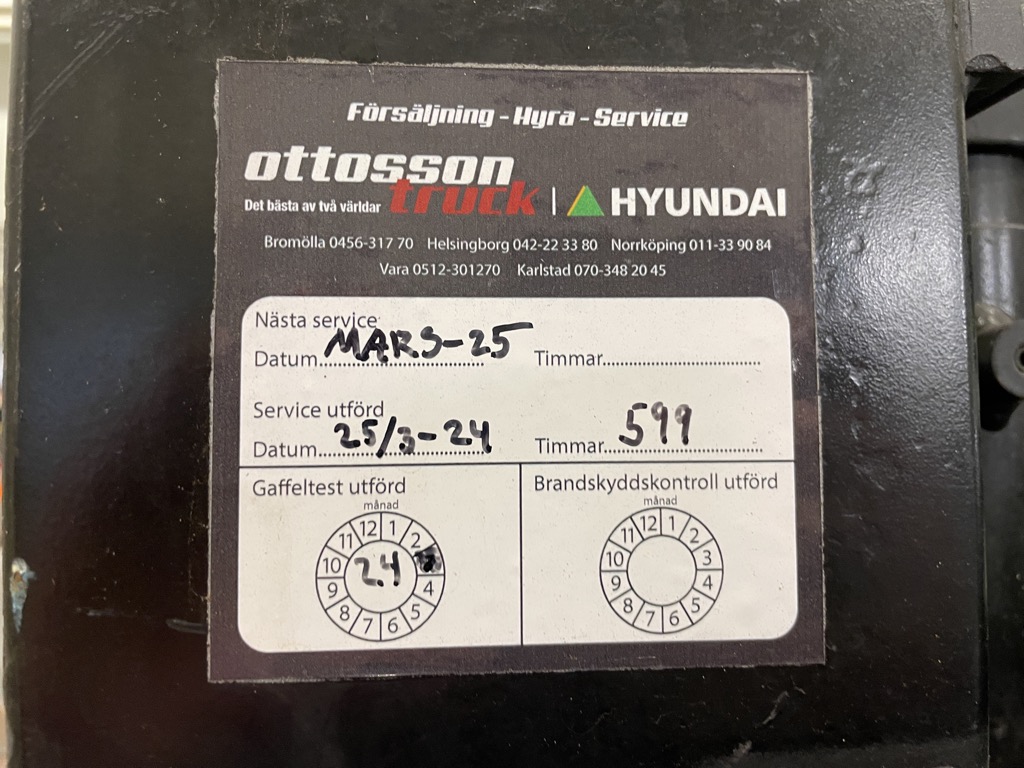 Försäljning - Hyra - Service
ottosson
truck | HYUNDAI
Det bästa av två världar
Bromölla 0456-317 70 Helsingborg 042-22 33 80 Norrköping 011-33 90 84
Vara 0512-301270 Karlstad 070-348 20 45
Nästa service
Datum....MARS-25.... Timmar....................................
Service utförd
Datum....25/3-24.... Timmar....599....
Gaffeltest utförd
månad
12 1 2 4 5 6 7 8 9 10 11
24
Brandskyddskontroll utförd
månad
12 1 2 3 4 5 6 7 8 9 10 11